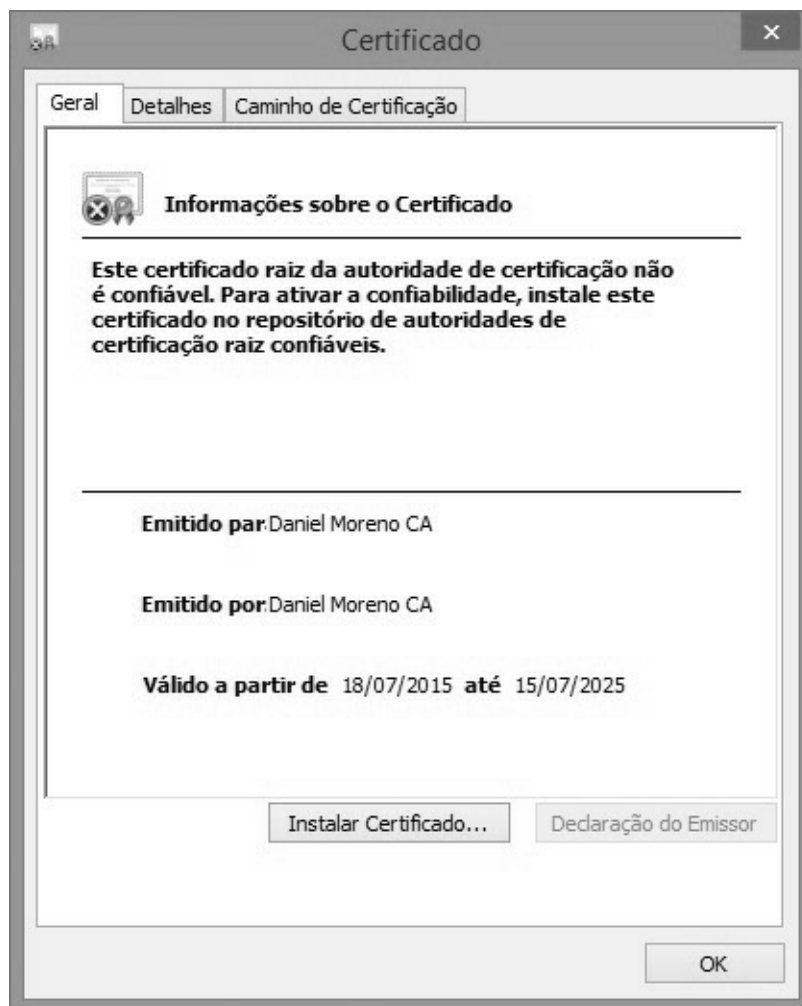 Certificado
Geral Detalhes Caminho de Certificação
Informações sobre o Certificado
Este certificado raiz da autoridade de certificação não
é confiável. Para ativar a confiabilidade, instale este
certificado no repositório de autoridades de
certificação raiz confiáveis.
Emitido par Daniel Moreno CA
Emitido por Daniel Moreno CA
Válido a partir de 18/07/2015 até 15/07/2025
Instalar Certificado... Declaração do Emissor
OK